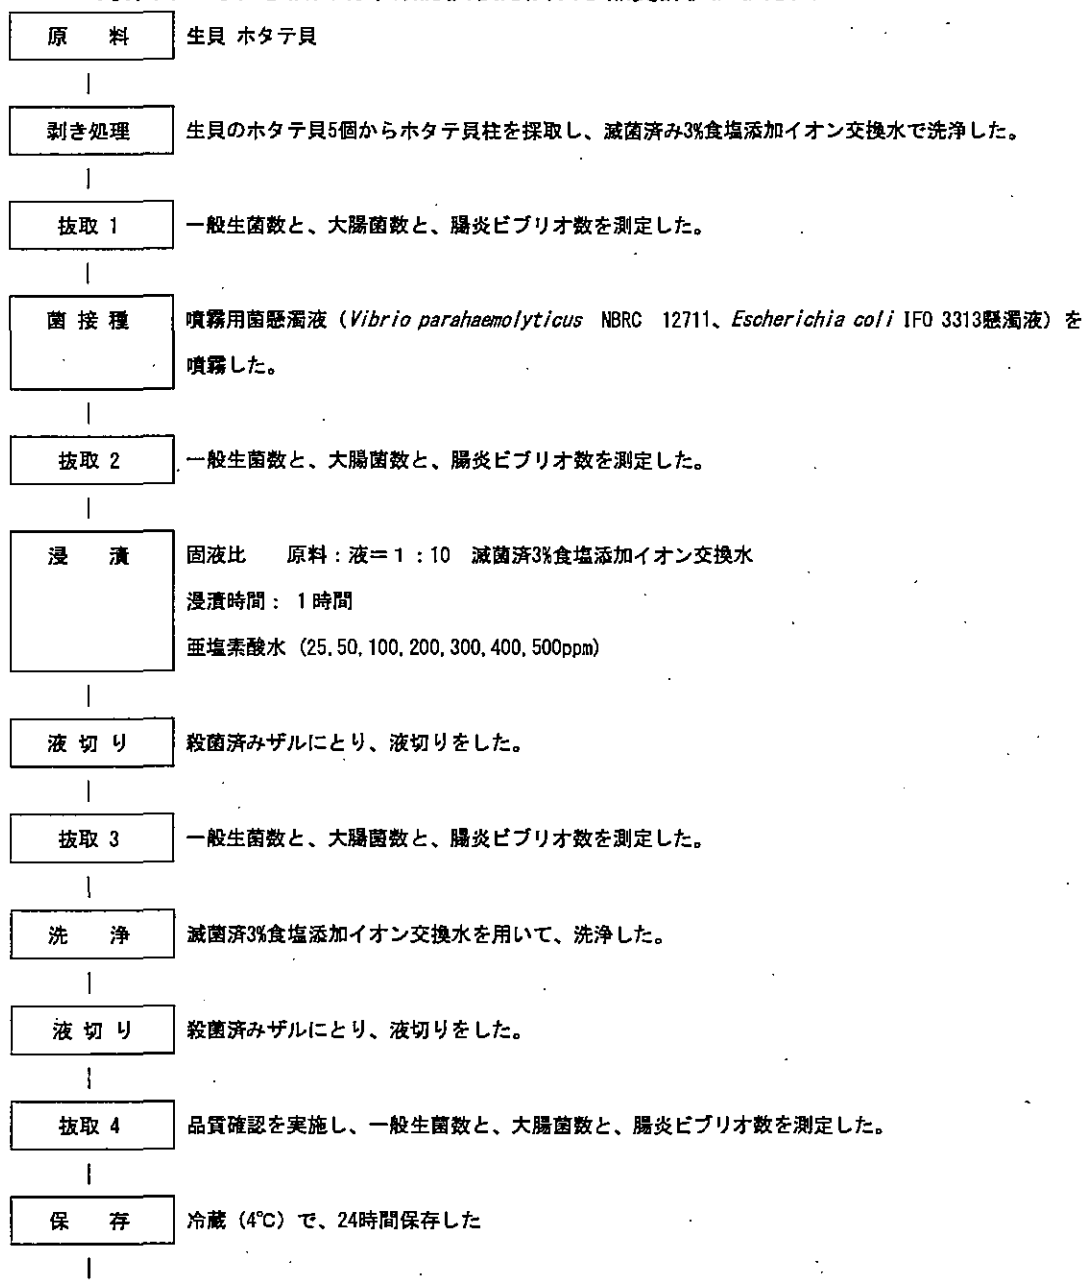 原 料 生貝 ホタテ貝
剥き処理 生貝のホタテ貝5個からホタテ貝柱を採取し、滅菌済み3%食塩添加イオン交換水で洗浄した。
抜取 1 一般生菌数と、大腸菌数と、腸炎ビブリオ数を測定した。
菌 接 種 噴霧用菌懸濁液（Vibrio parahaemolyticus NBRC 12711、Escherichia coli IFO 3313懸濁液）を
噴霧した。
抜取 2 一般生菌数と、大腸菌数と、腸炎ビブリオ数を測定した。
浸 漬 固液比 原料：液＝1：10 滅菌済3%食塩添加イオン交換水
浸漬時間： 1時間
亜塩素酸水 (25,50,100,200,300,400,500ppm)
液 切 り 殺菌済みザルにとり、液切りをした。
抜取 3 一般生菌数と、大腸菌数と、腸炎ビブリオ数を測定した。
洗 浄 滅菌済3%食塩添加イオン交換水を用いて、洗浄した。
液 切 り 殺菌済みザルにとり、液切りをした。
抜取 4 品質確認を実施し、一般生菌数と、大腸菌数と、腸炎ビブリオ数を測定した。
保 存 冷蔵（4℃）で、24時間保存した